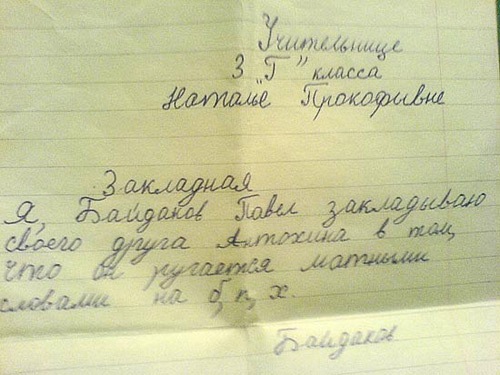 Учительнице
3 "Г" класса
Наталье Прокофивне
Закладная
Я, Байдаков Павел закладываю
своего друга Антохина в том,
что он ругается матными
словами на б, п, х.
Байдаков